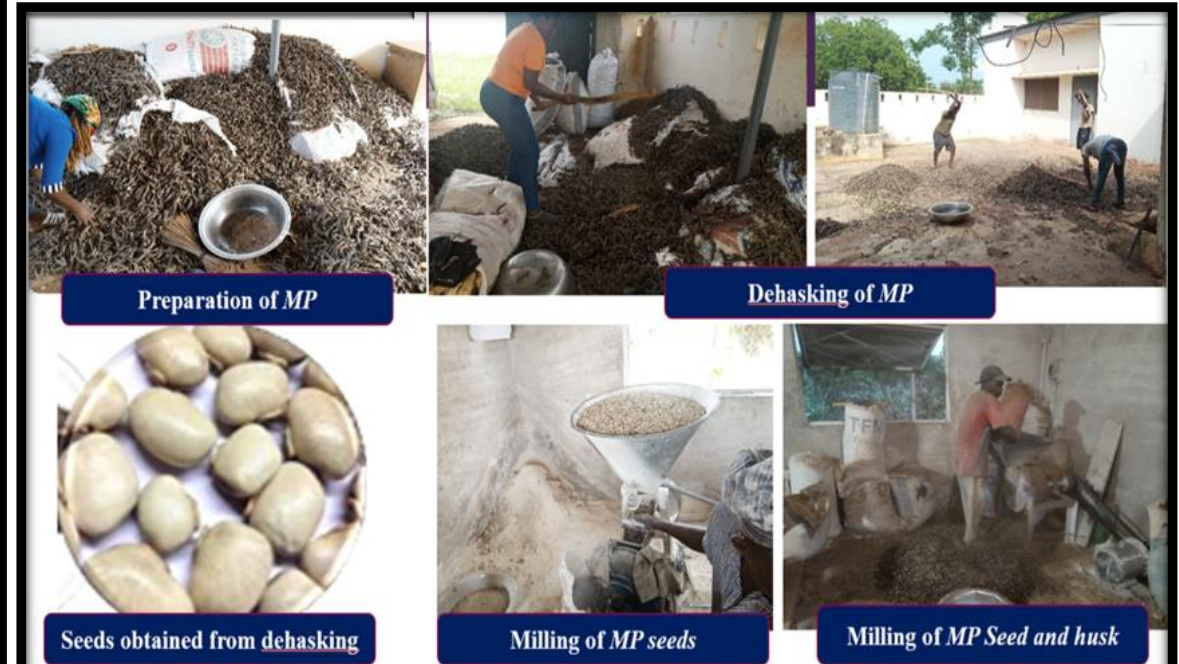 Preparation of MP
Dehasking of MP
TFN
Seeds obtained from dehasking
Milling of MP seeds
Milling of MP Seed and husk